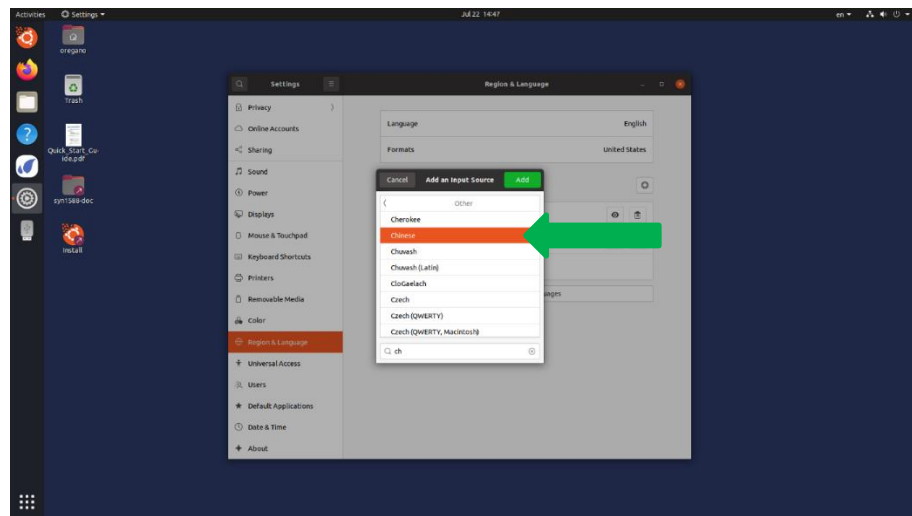 Activities
Settings
Jul 22 14:47
en
oregano
Trash
Quick_Start_Gu-
ide.pdf
syn1588-doc
Install
Settings
Region & Language
Privacy
Online Accounts
Sharing
Sound
Power
Displays
Mouse & Touchpad
Keyboard Shortcuts
Printers
Removable Media
Color
Region & Language
Universal Access
Users
Default Applications
Date & Time
About
Language
English
Formats
United States
Cancel
Add an Input Source
Add
Other
Cherokee
Chinese
Chuvash
Chuvash (Latin)
CloGaelach
Czech
Czech (QWERTY)
Czech (QWERTY, Macintosh)
ch